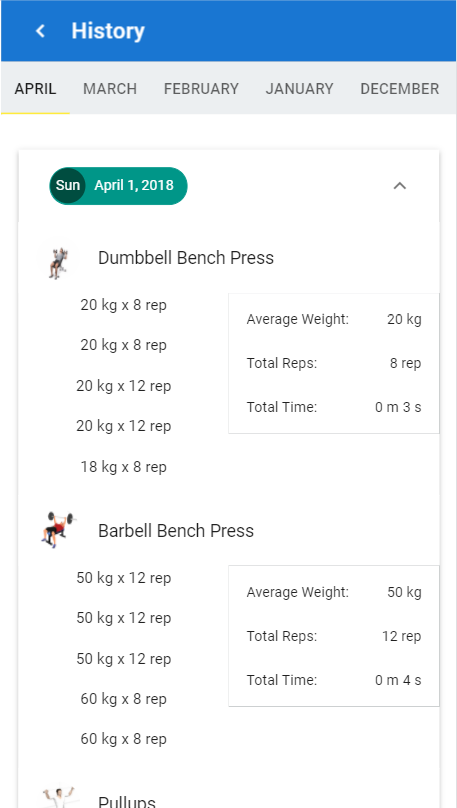 History
APRIL MARCH FEBRUARY JANUARY DECEMBER
Sun April 1, 2018
Dumbbell Bench Press
20 kg x 8 rep
20 kg x 8 rep
20 kg x 12 rep
20 kg x 12 rep
18 kg x 8 rep
Average Weight: 20 kg
Total Reps: 8 rep
Total Time: 0 m 3 s
Barbell Bench Press
50 kg x 12 rep
50 kg x 12 rep
50 kg x 12 rep
60 kg x 8 rep
60 kg x 8 rep
Average Weight: 50 kg
Total Reps: 12 rep
Total Time: 0 m 4 s
Pullups